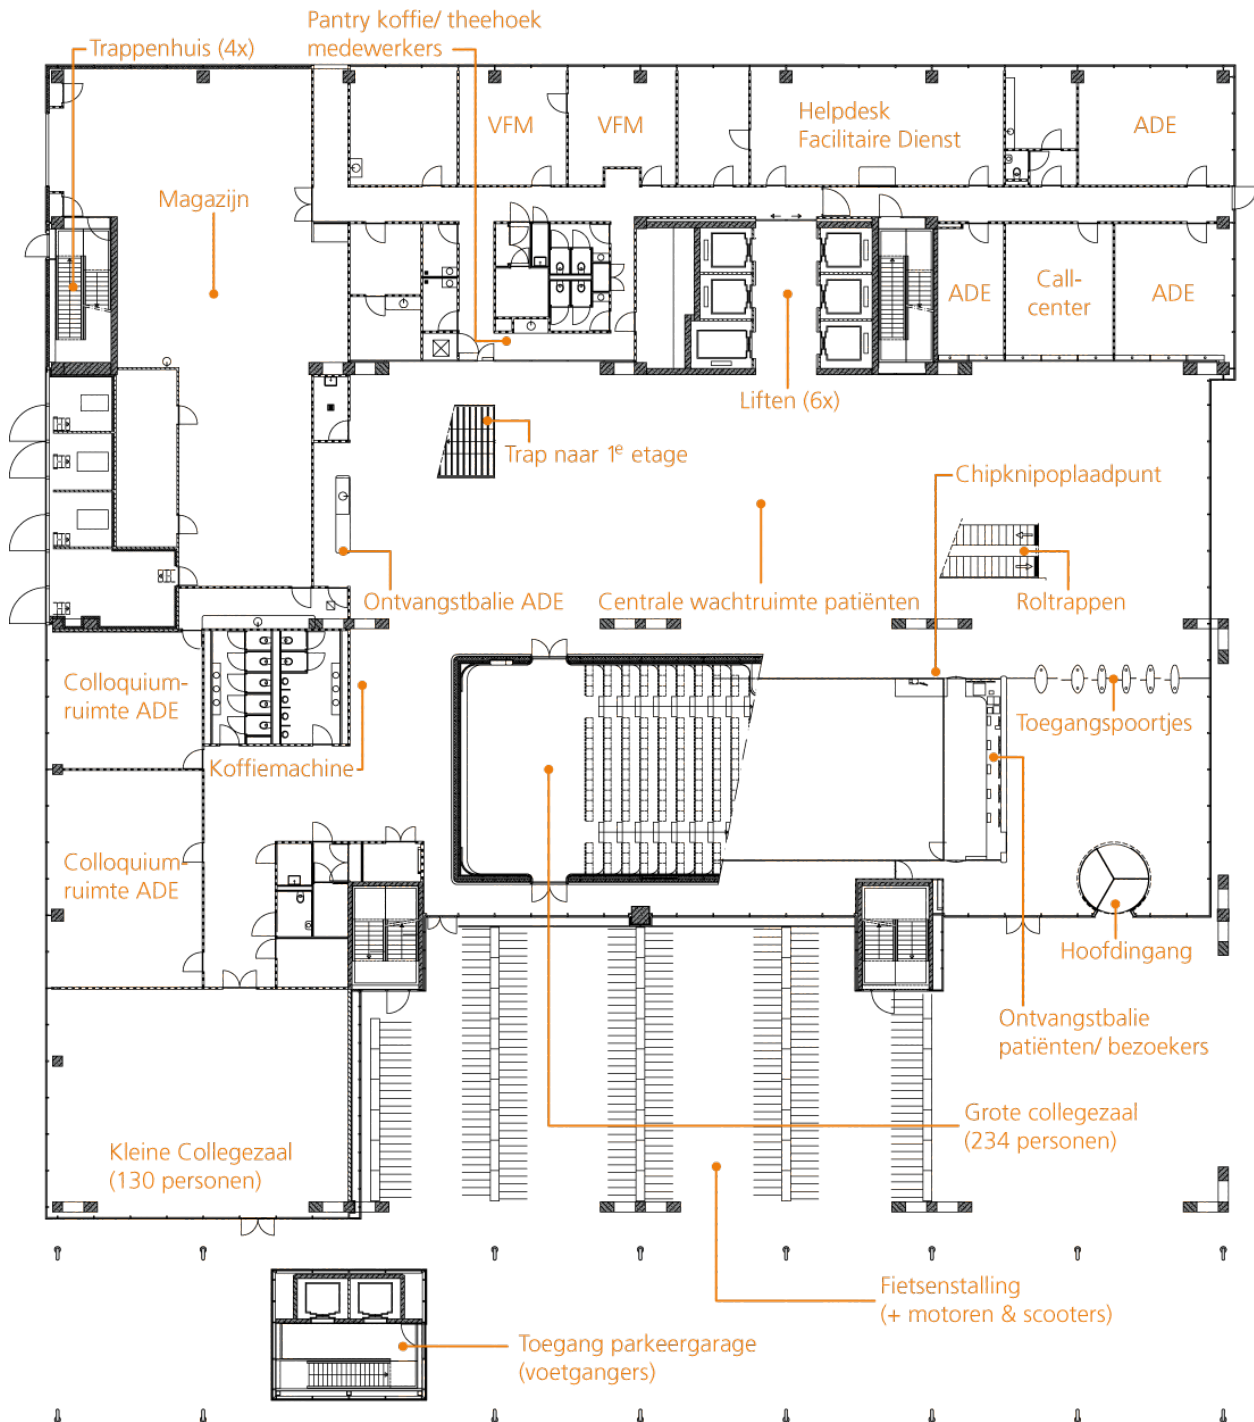 Pantry koffie/ theehoek
medewerkers
Trappenhuis (4x)
VFM
VFM
Helpdesk
Facilitaire Dienst
ADE
Magazijn
ADE
Call-
center
ADE
Liften (6x)
Trap naar 1e etage
Chipknipoplaadpunt
Ontvangstbalie ADE
Centrale wachtruimte patiënten
Roltrappen
Colloquium-
ruimte ADE
Toegangspoortjes
Koffiemachine
Colloquium-
ruimte ADE
Hoofdingang
Ontvangstbalie
patiënten/ bezoekers
Grote collegezaal
(234 personen)
Kleine Collegezaal
(130 personen)
Fietsenstalling
(+ motoren & scooters)
Toegang parkeergarage
(voetgangers)